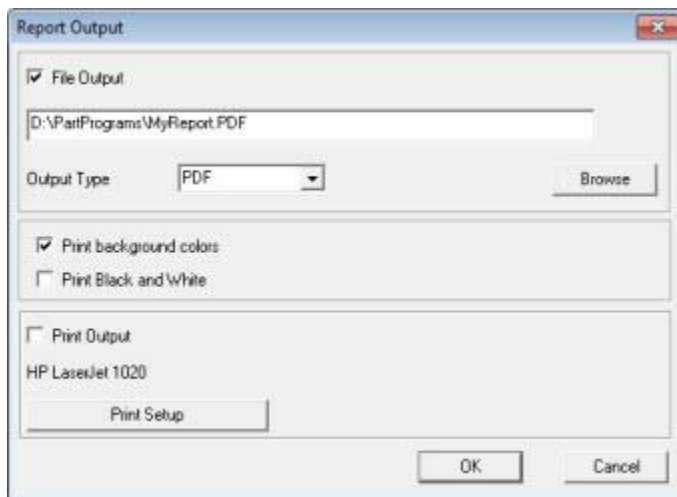 Report Output
File Output
D:\PartPrograms\MyReport.PDF
Output Type PDF Browse
Print background colors
Print Black and White
Print Output
HP LaserJet 1020
Print Setup
OK Cancel